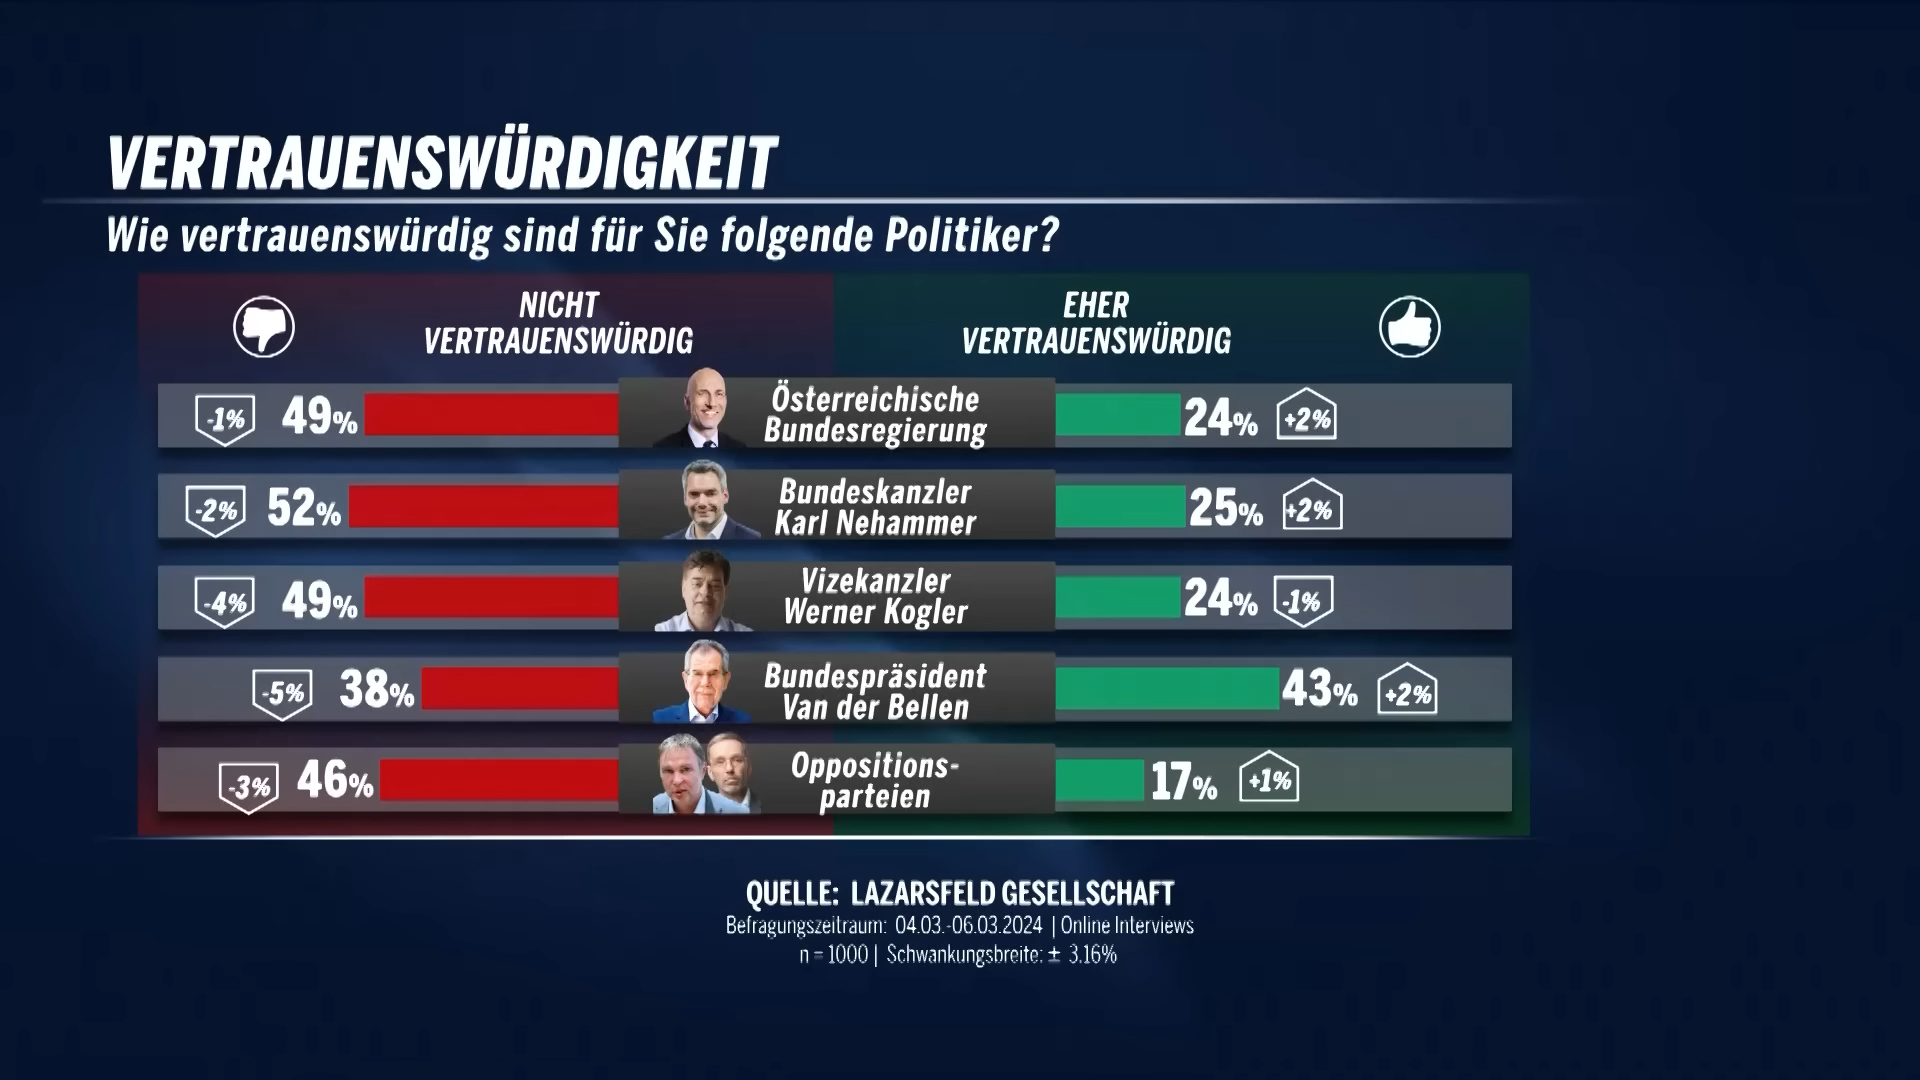 VERTRAUENSWÜRDIGKEIT
Wie vertrauenswürdig sind für Sie folgende Politiker?
NICHT
VERTRAUENSWÜRDIG
EHER
VERTRAUENSWÜRDIG
-1% 49% Österreichische
Bundesregierung 24% +2%
-2% 52% Bundeskanzler
Karl Nehammer 25% +2%
-4% 49% Vizekanzler
Werner Kogler 24% -1%
-5% 38% Bundespräsident
Van der Bellen 43% +2%
-3% 46% Oppositions-
parteien 17% +1%
QUELLE: LAZARSFELD GESELLSCHAFT
Befragungszeitraum: 04.03.-06.03.2024 | Online Interviews
n = 1000 | Schwankungsbreite: ± 3.16%